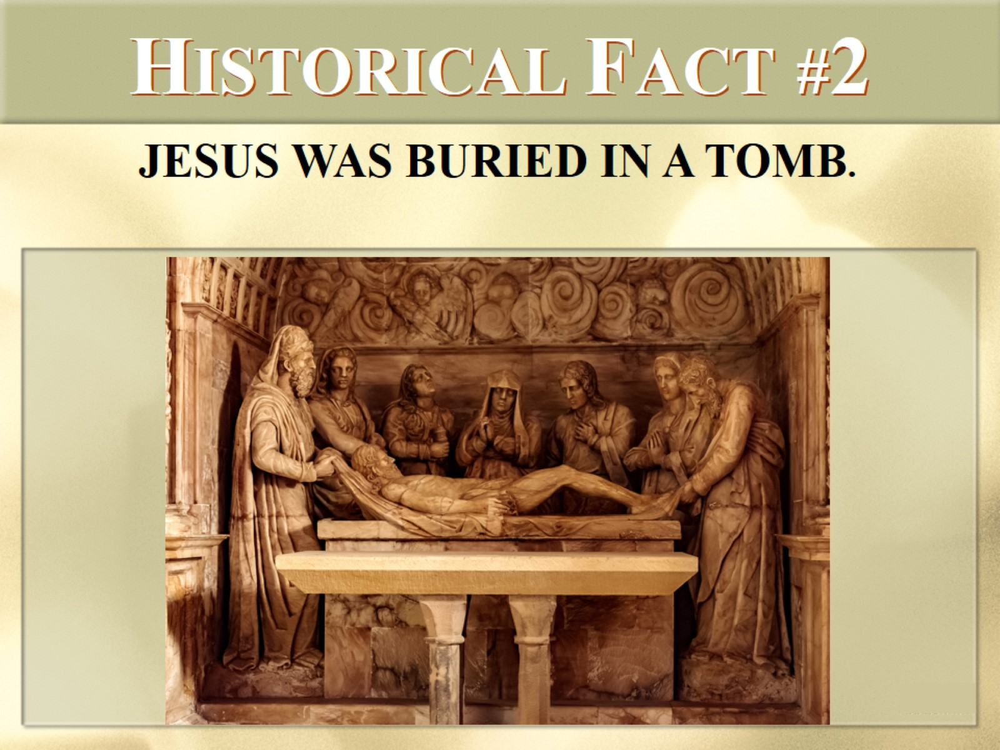 HISTORICAL FACT #2
JESUS WAS BURIED IN A TOMB.